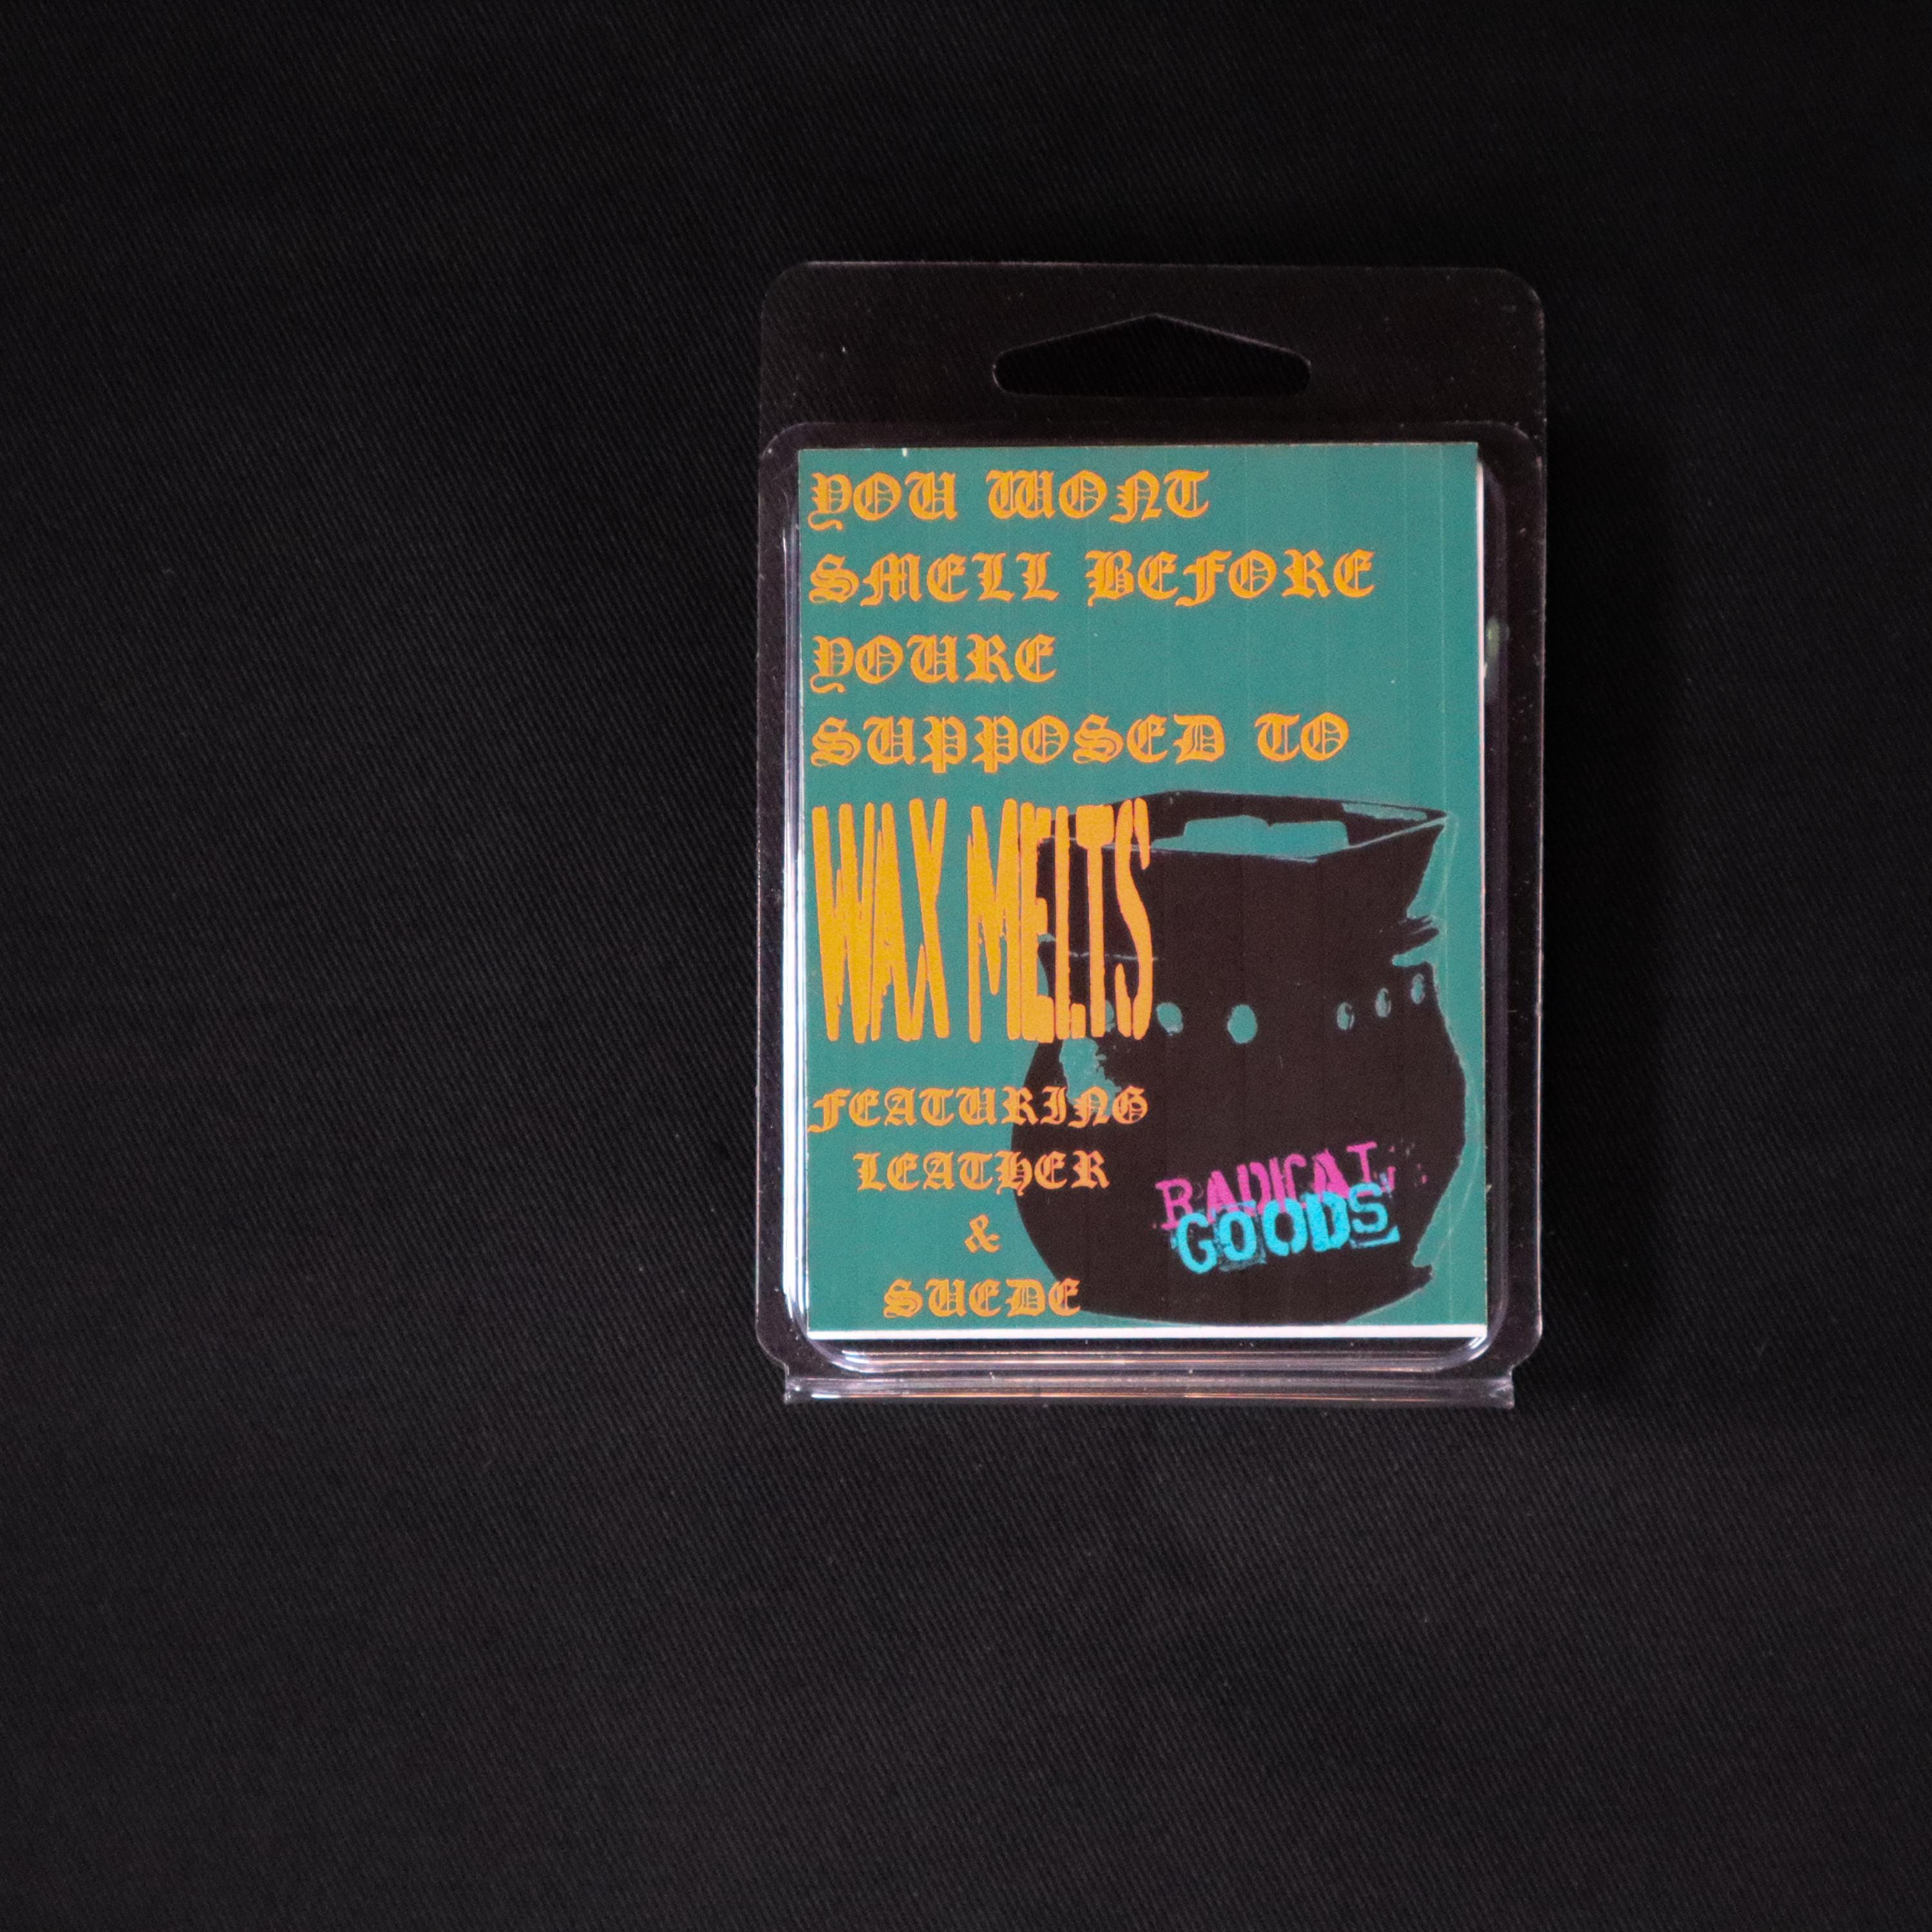 YOU WONT
SMELL BEFORE
YOURE
SUPPOSED TO
WAX MELTS
FEATURING
LEATHER
&
SUEDE
RADICAL
GOODS